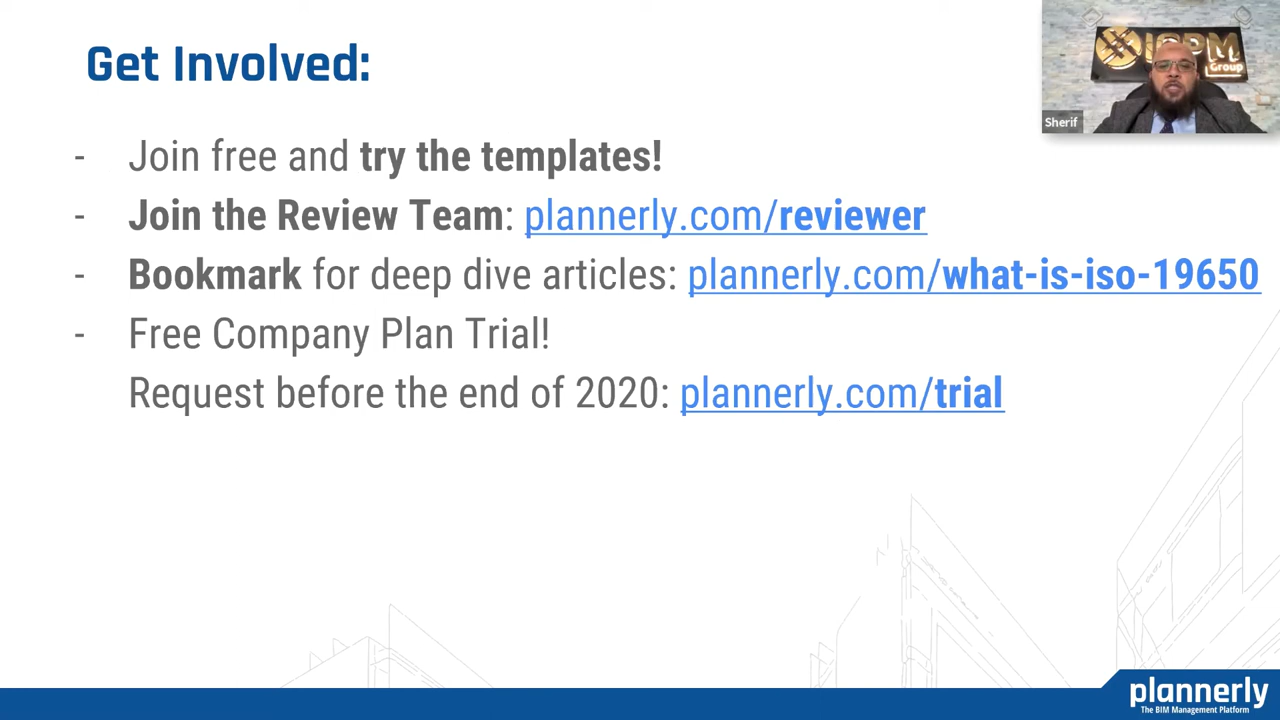 Get Involved:
- Join free and try the templates!
- Join the Review Team: plannerly.com/reviewer
- Bookmark for deep dive articles: plannerly.com/what-is-iso-19650
- Free Company Plan Trial!
Request before the end of 2020: plannerly.com/trial
Group
Sherif
plannerly
The BIM Management Platform